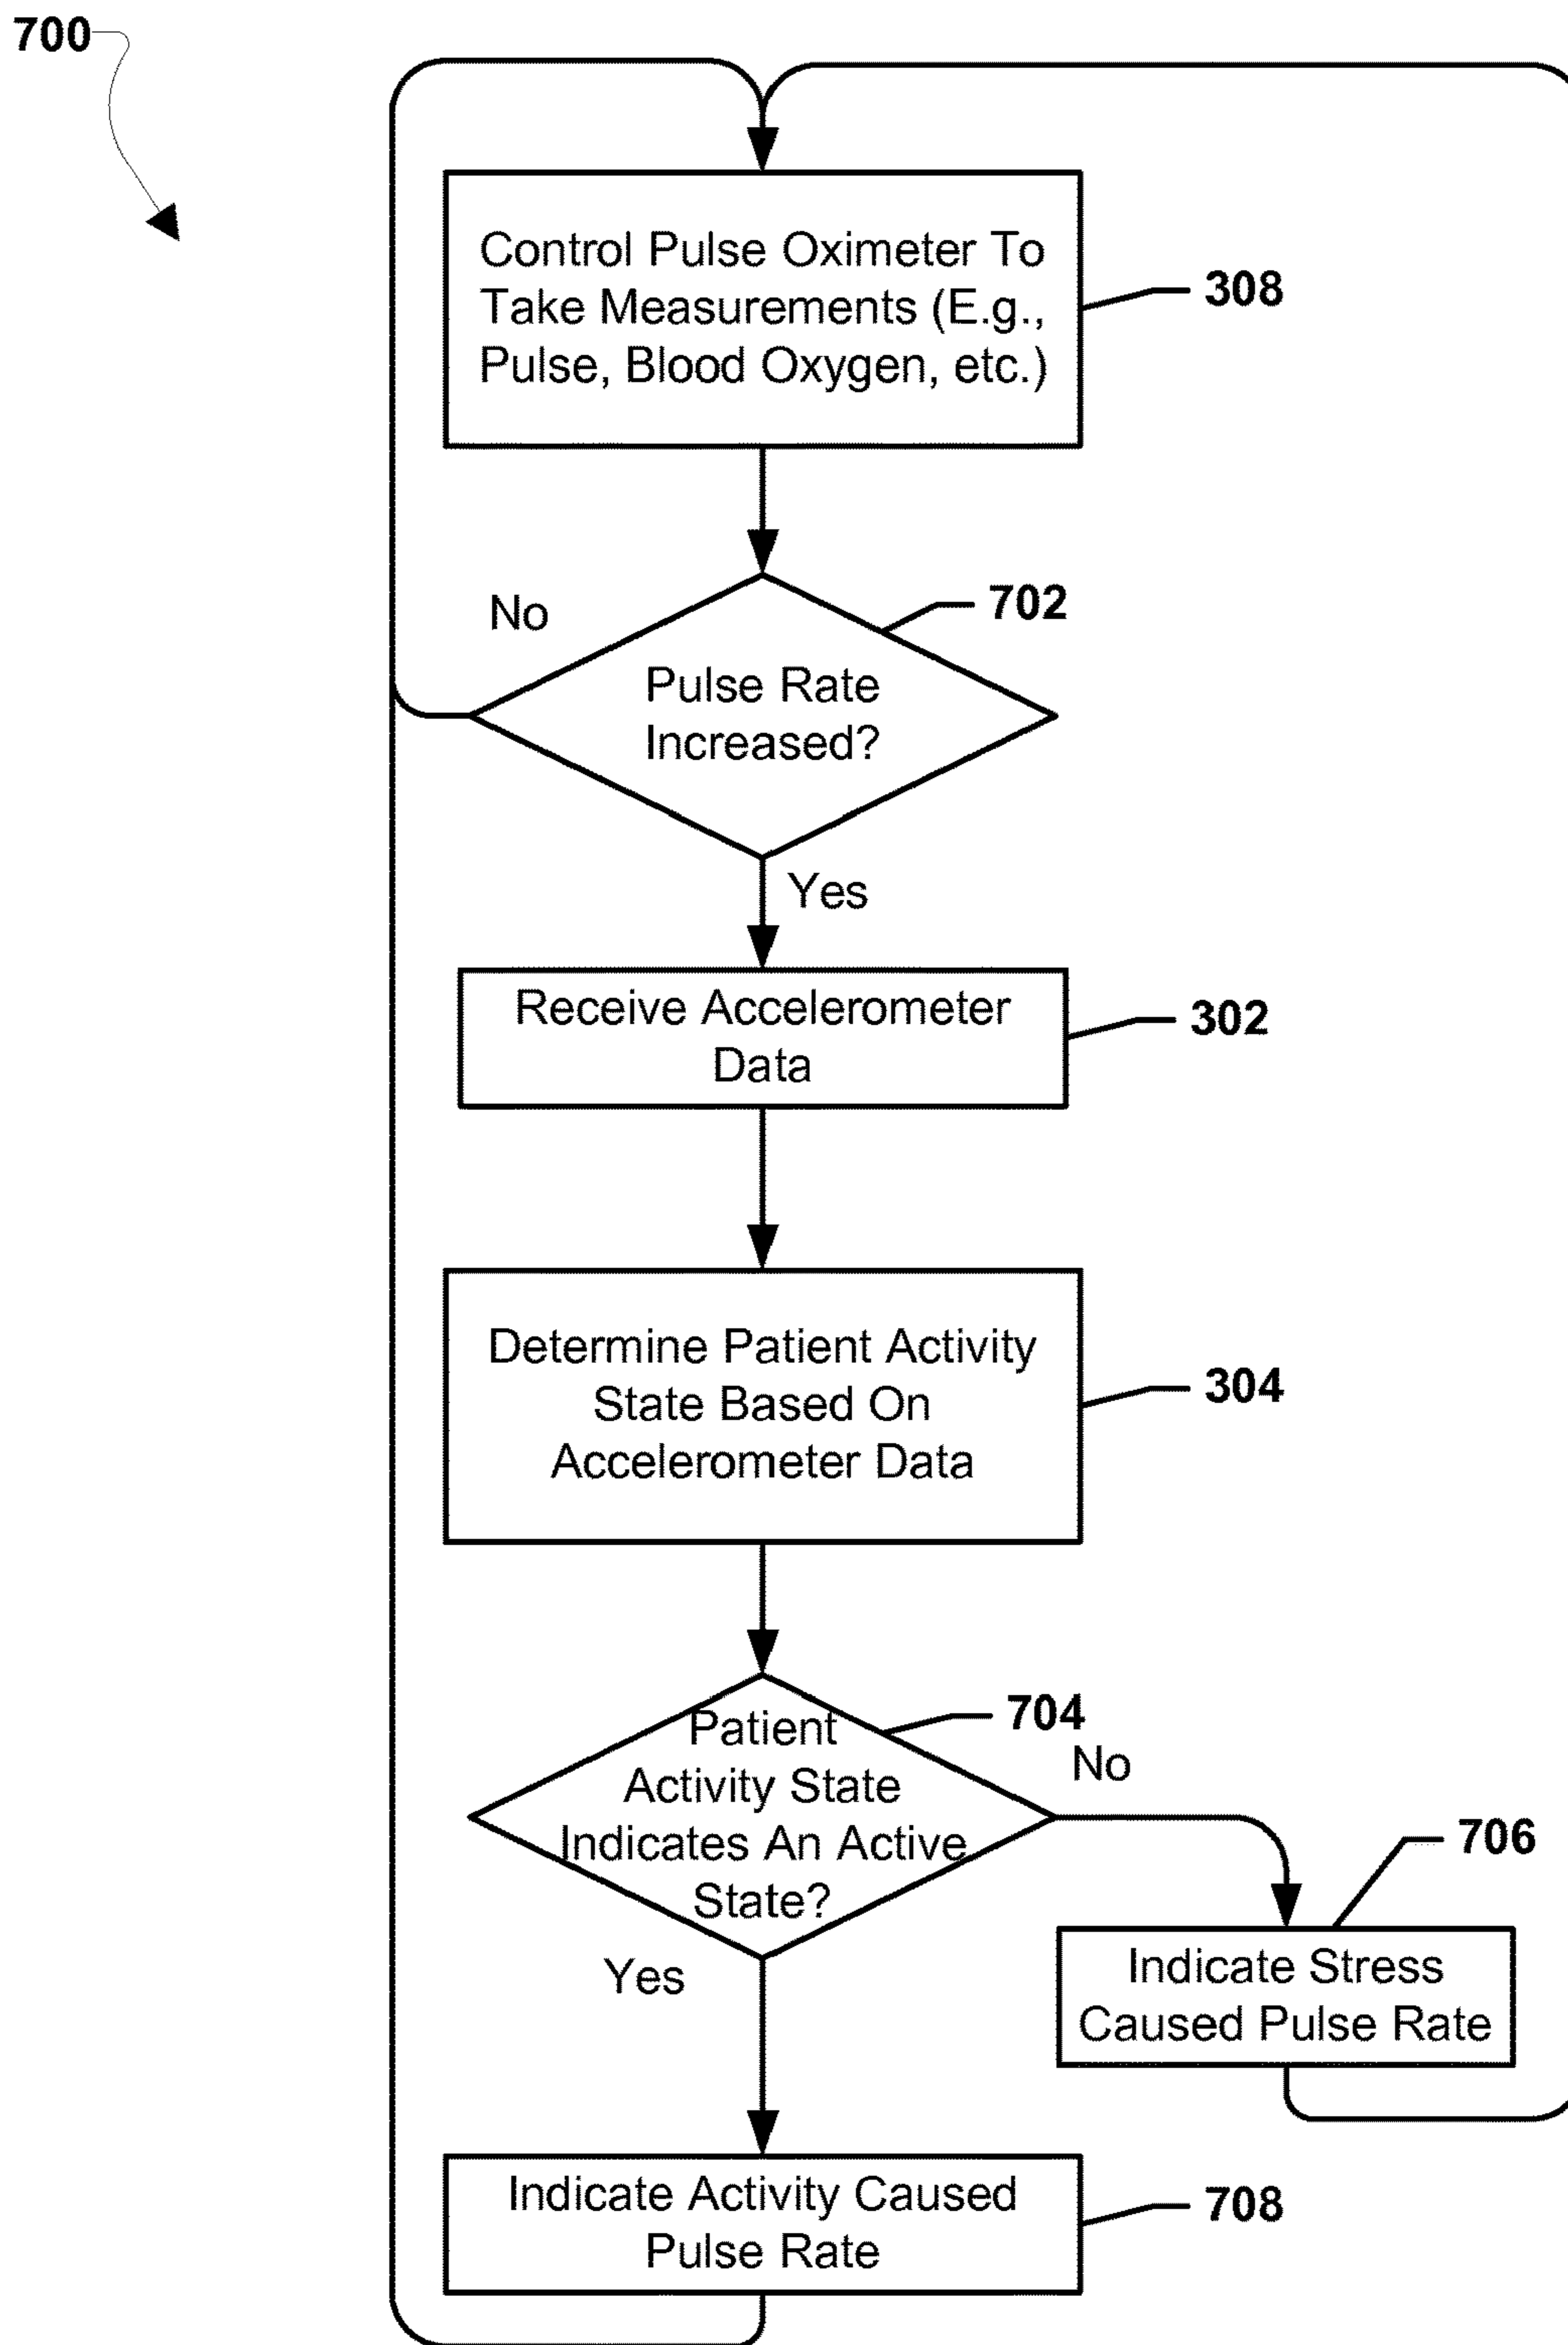 700
Control Pulse Oximeter To
Take Measurements (E.g.,
Pulse, Blood Oxygen, etc.)
308
702
No
Pulse Rate
Increased?
Yes
Receive Accelerometer
Data
302
Determine Patient Activity
State Based On
Accelerometer Data
304
704
Patient
Activity State
Indicates An Active
State?
No
706
Yes
Indicate Stress
Caused Pulse Rate
Indicate Activity Caused
Pulse Rate
708